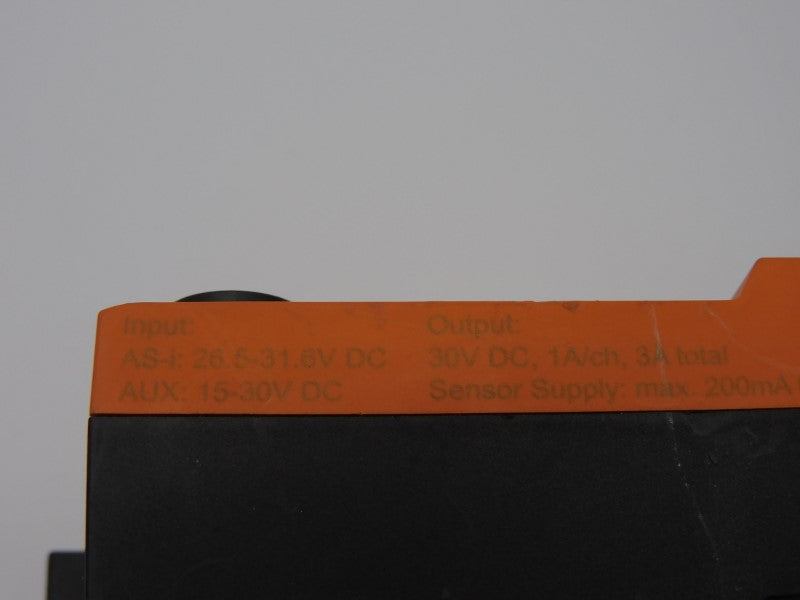 Input:
AS-i: 26.5-31.6V DC
AUX: 15-30V DC
Output:
30V DC, 1A/ch, 3A total
Sensor Supply: max. 200mA